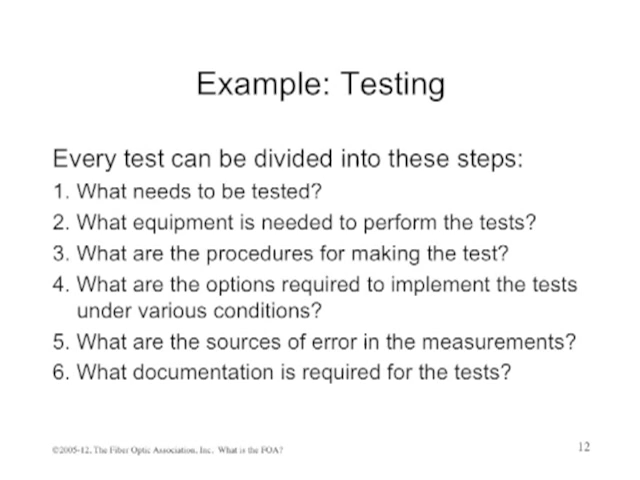 Example: Testing
Every test can be divided into these steps:
1. What needs to be tested?
2. What equipment is needed to perform the tests?
3. What are the procedures for making the test?
4. What are the options required to implement the tests
under various conditions?
5. What are the sources of error in the measurements?
6. What documentation is required for the tests?
©2005-12, The Fiber Optic Association, Inc. What is the FOA?
12